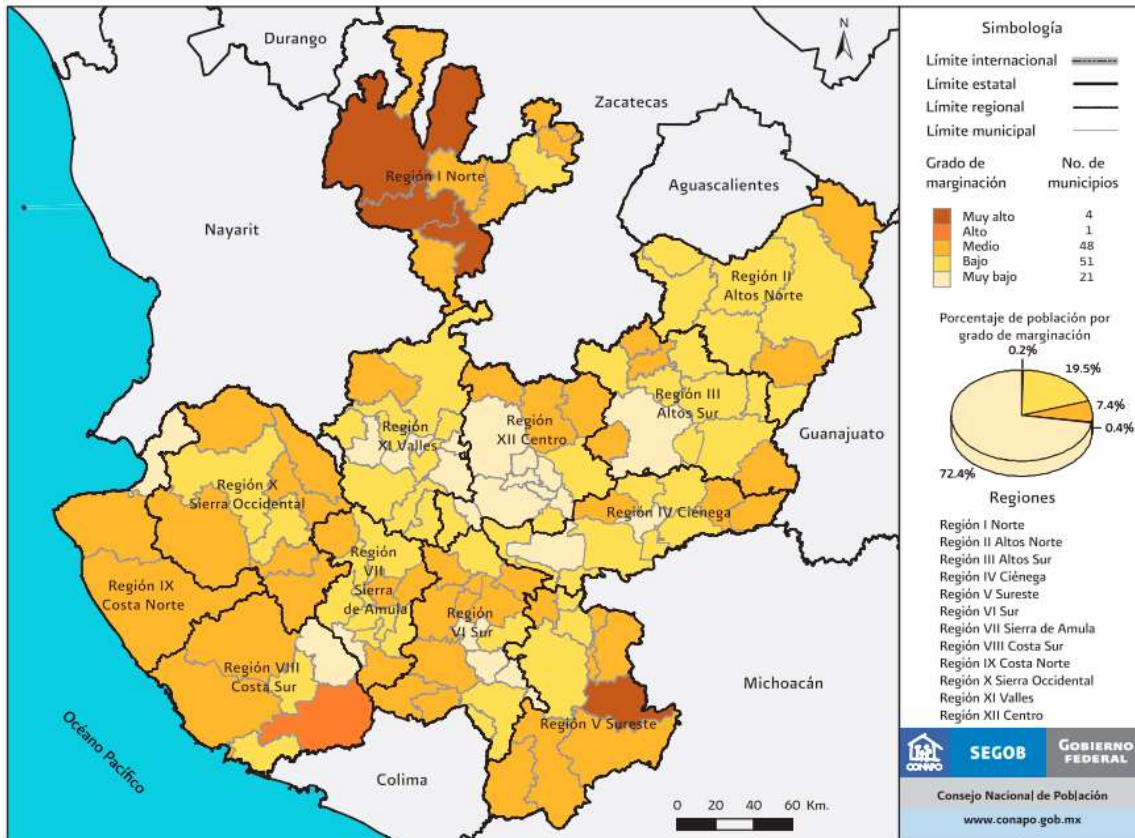 Durango
Zacatecas
Aguascalientes
Nayarit
Guanajuato
Michoacán
Colima
Océano Pacífico
Región I Norte
Región II
Altos Norte
Región III
Altos Sur
Región
XII Centro
Región
XI Valles
Región IV Ciénega
Región X
Sierra Occidental
Región
VII
Sierra
de Amula
Región IX
Costa Norte
Región
VI Sur
Región VIII
Costa Sur
Región V Sureste
N
0 20 40 60 Km.
Simbología
Límite internacional
Límite estatal
Límite regional
Límite municipal
Grado de marginación No. de municipios
Muy alto 4
Alto 1
Medio 48
Bajo 51
Muy bajo 21
Porcentaje de población por
grado de marginación
0.2%
19.5%
7.4%
0.4%
72.4%
Regiones
Región I Norte
Región II Altos Norte
Región III Altos Sur
Región IV Ciénega
Región V Sureste
Región VI Sur
Región VII Sierra de Amula
Región VIII Costa Sur
Región IX Costa Norte
Región X Sierra Occidental
Región XI Valles
Región XII Centro
CONAPO
SEGOB
GOBIERNO
FEDERAL
Consejo Nacional de Población
www.conapo.gob.mx